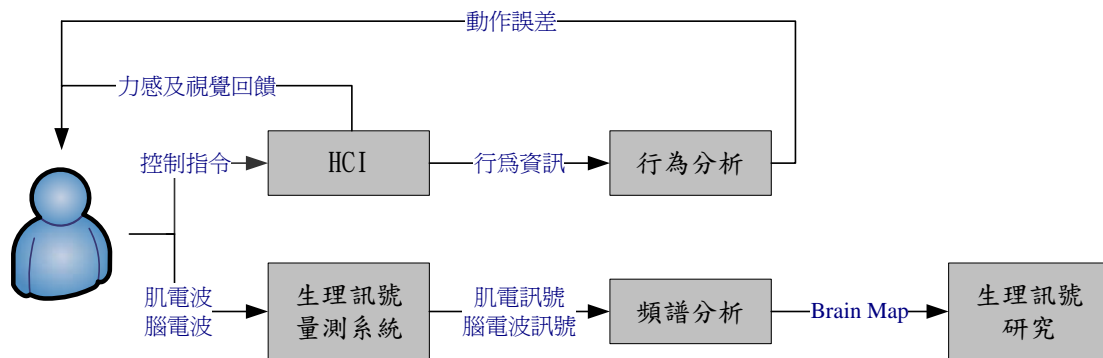 動作誤差
力感及視覺回饋
控制指令
HCI
行為資訊
行為分析
肌電波
腦電波
生理訊號
量測系統
肌電訊號
腦電波訊號
頻譜分析
Brain Map
生理訊號
研究